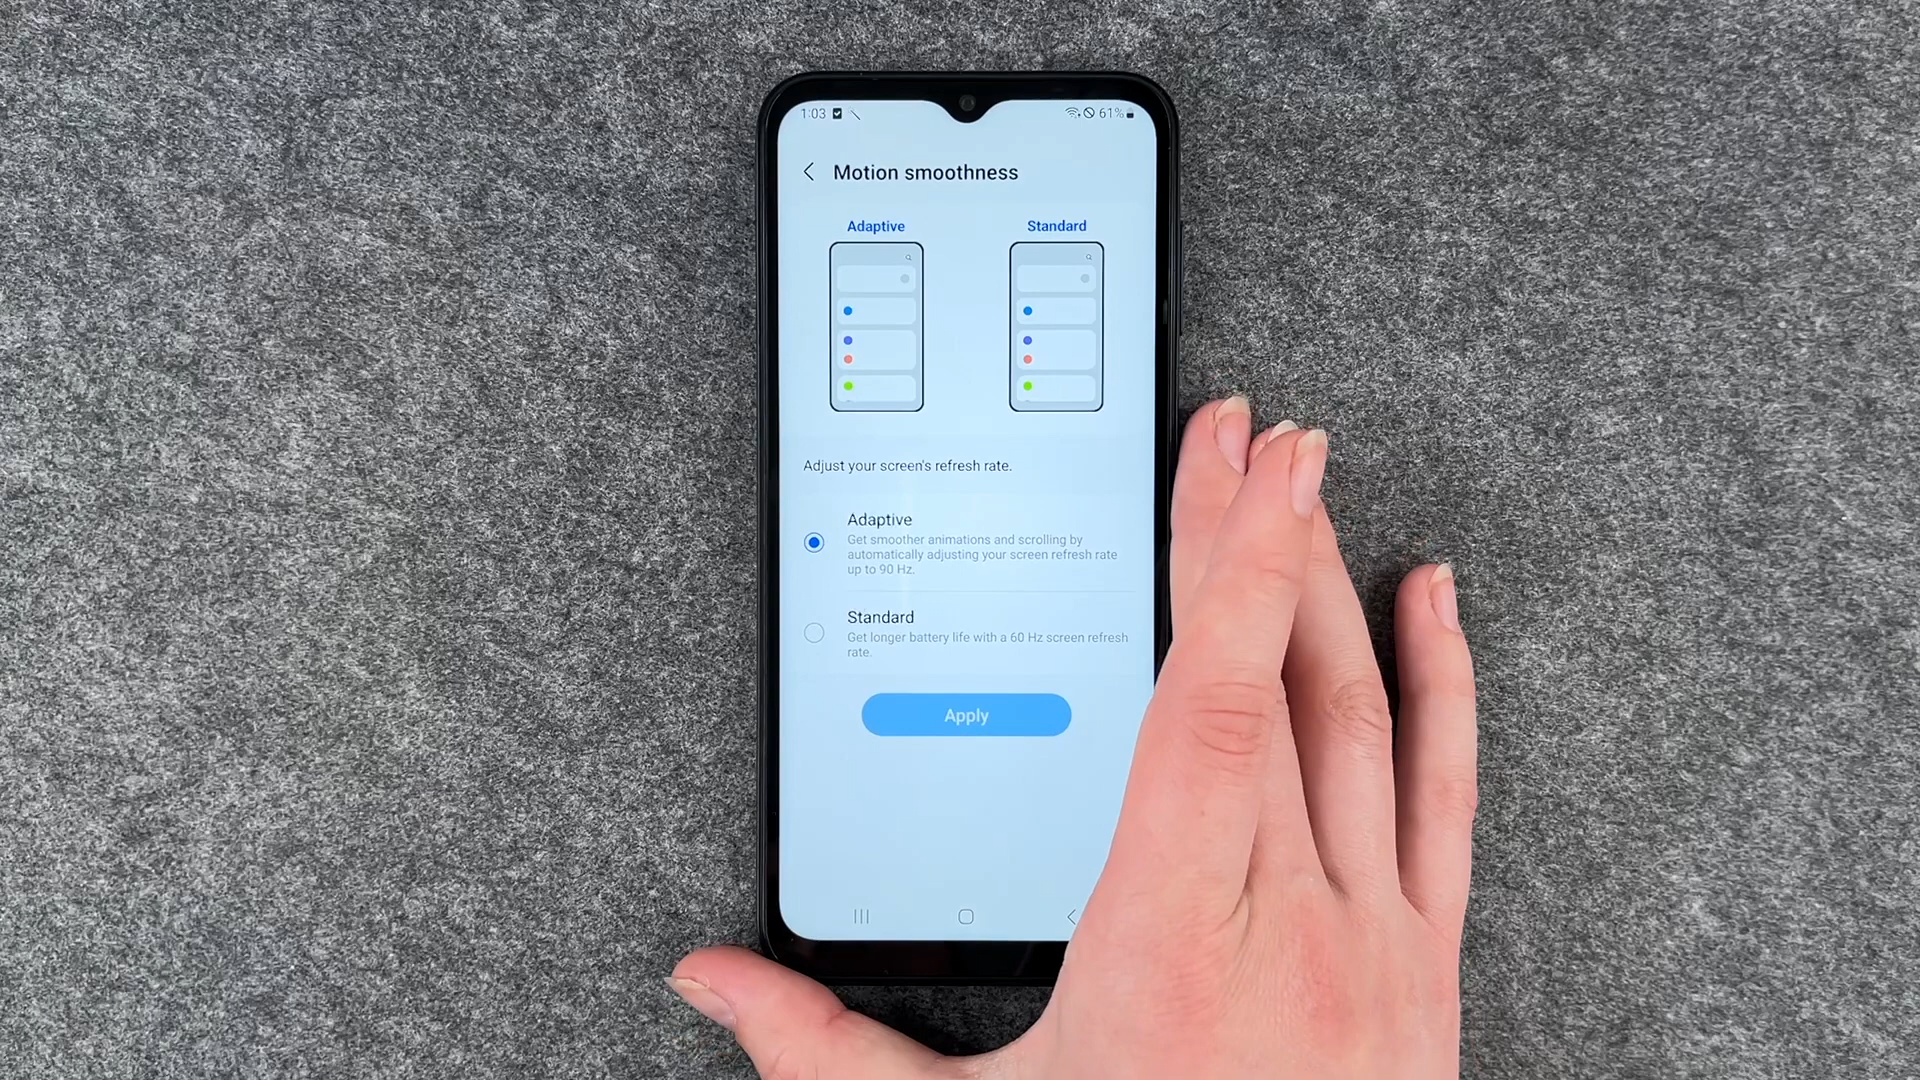 1:03
61%
Motion smoothness
Adaptive
Standard
Adjust your screen's refresh rate.
Adaptive
Get smoother animations and scrolling by
automatically adjusting your screen refresh rate
up to 90 Hz.
Standard
Get longer battery life with a 60 Hz screen refresh
rate.
Apply